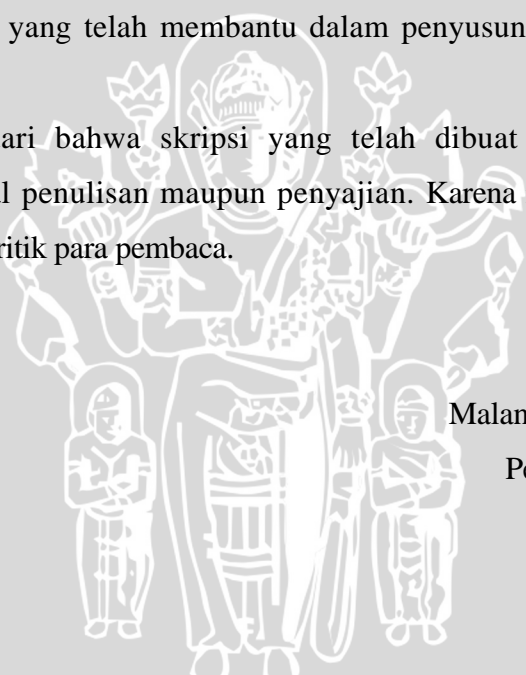 yang telah membantu dalam penyusun
ari bahwa skripsi yang telah dibuat
l penulisan maupun penyajian. Karena
ritik para pembaca.
Malan
Pe